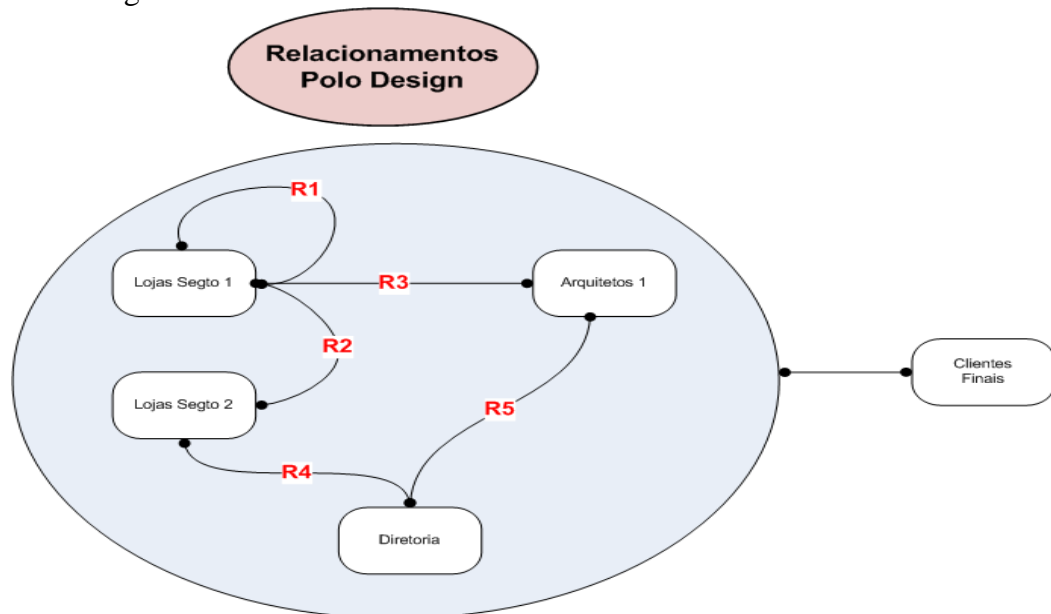 Relacionamentos
Polo Design
R1
Lojas Segto 1
R3
Arquitetos 1
R2
Clientes
Finais
Lojas Segto 2
R5
R4
Diretoria